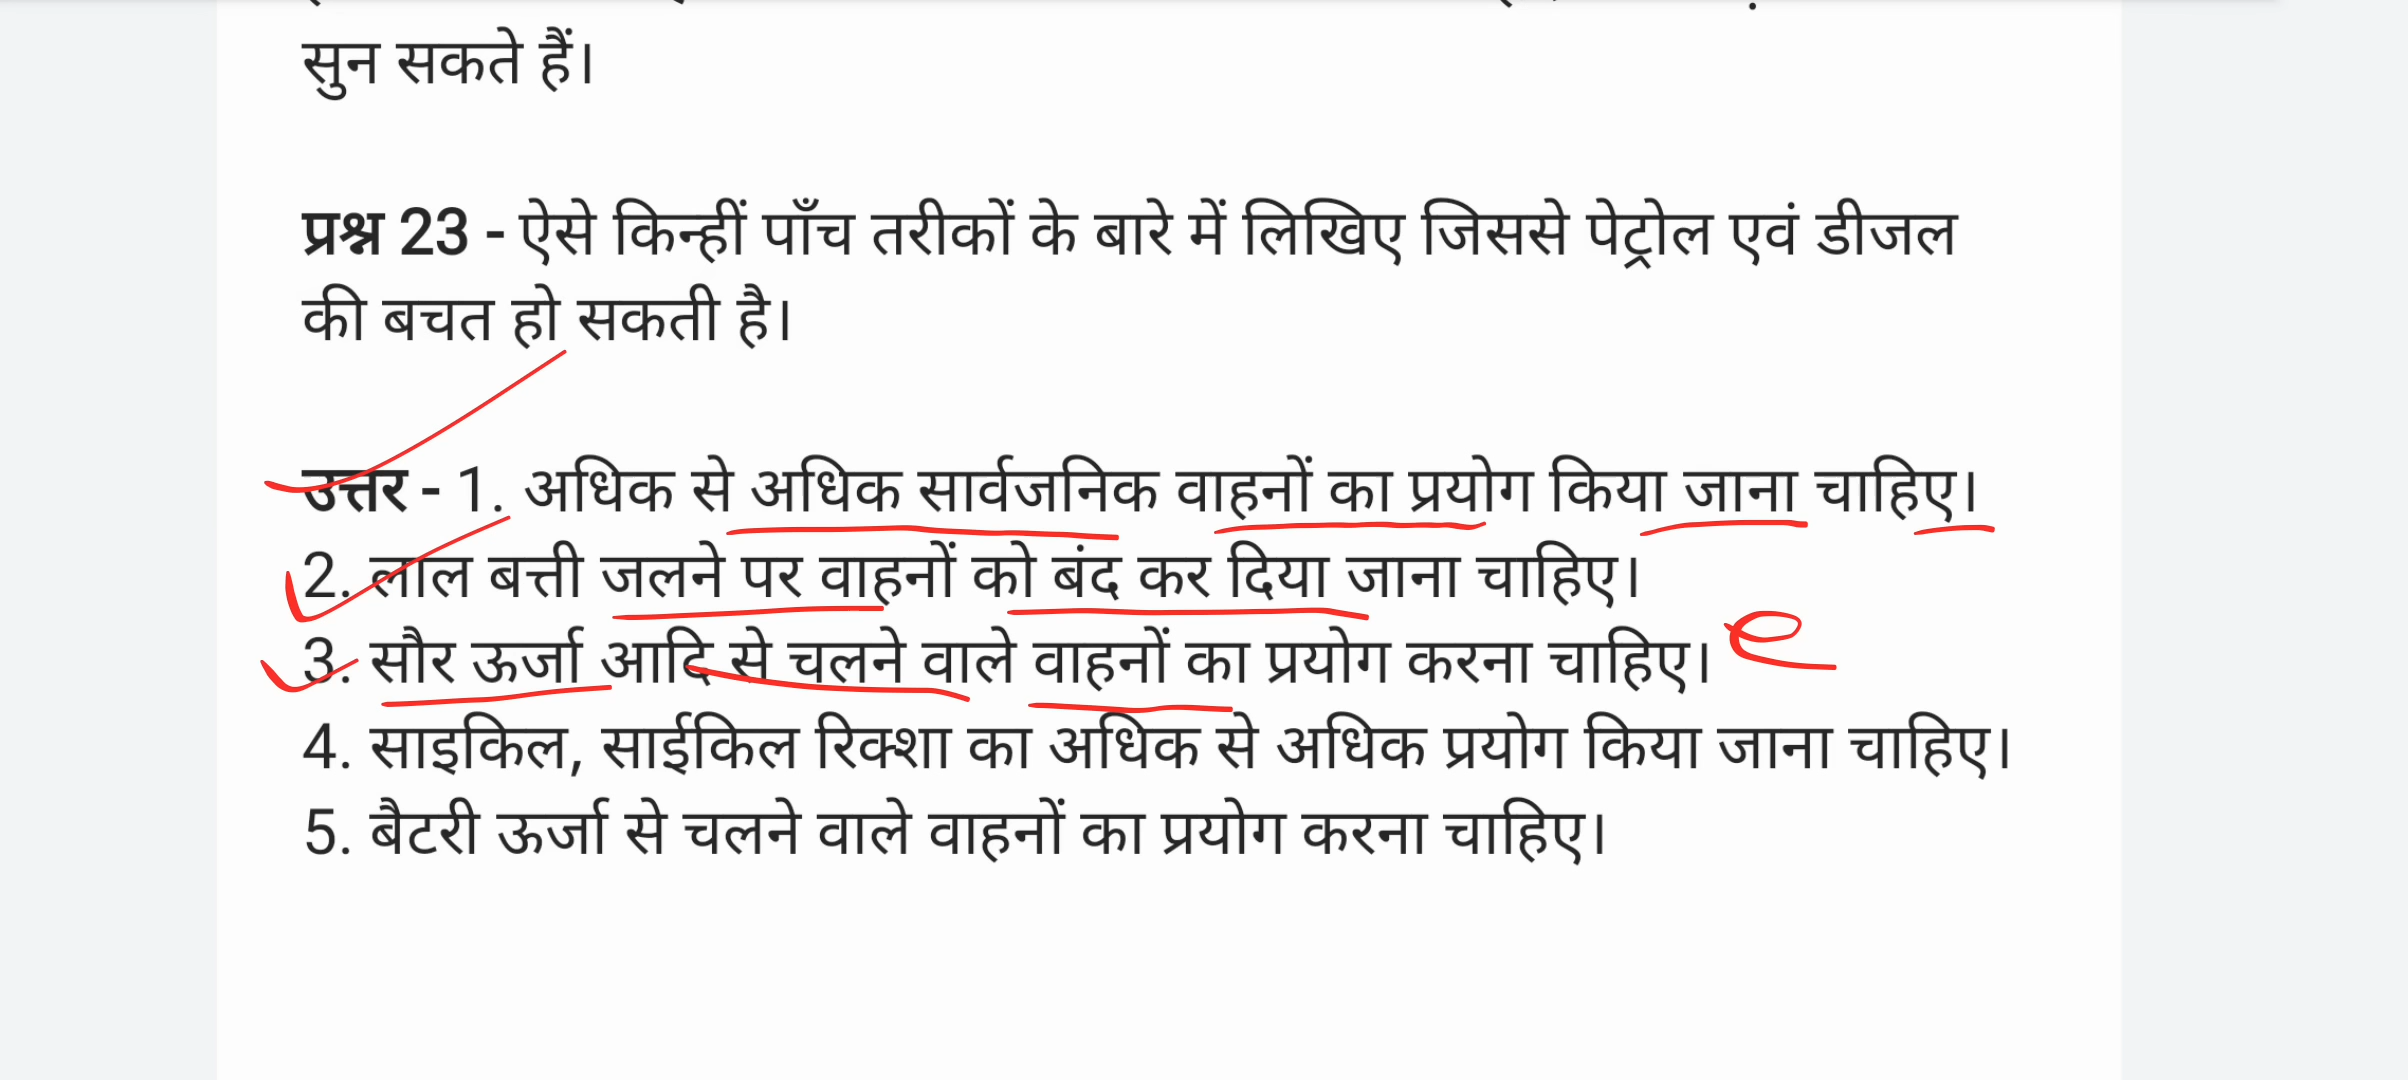 सुन सकते हैं।
प्रश्न 23 - ऐसे किन्हीं पाँच तरीकों के बारे में लिखिए जिससे पेट्रोल एवं डीजल
की बचत हो सकती है।
उत्तर - 1. अधिक से अधिक सार्वजनिक वाहनों का प्रयोग किया जाना चाहिए।
2. लाल बत्ती जलने पर वाहनों को बंद कर दिया जाना चाहिए।
3. सौर ऊर्जा आदि से चलने वाले वाहनों का प्रयोग करना चाहिए।
4. साइकिल, साईकिल रिक्शा का अधिक से अधिक प्रयोग किया जाना चाहिए।
5. बैटरी ऊर्जा से चलने वाले वाहनों का प्रयोग करना चाहिए।